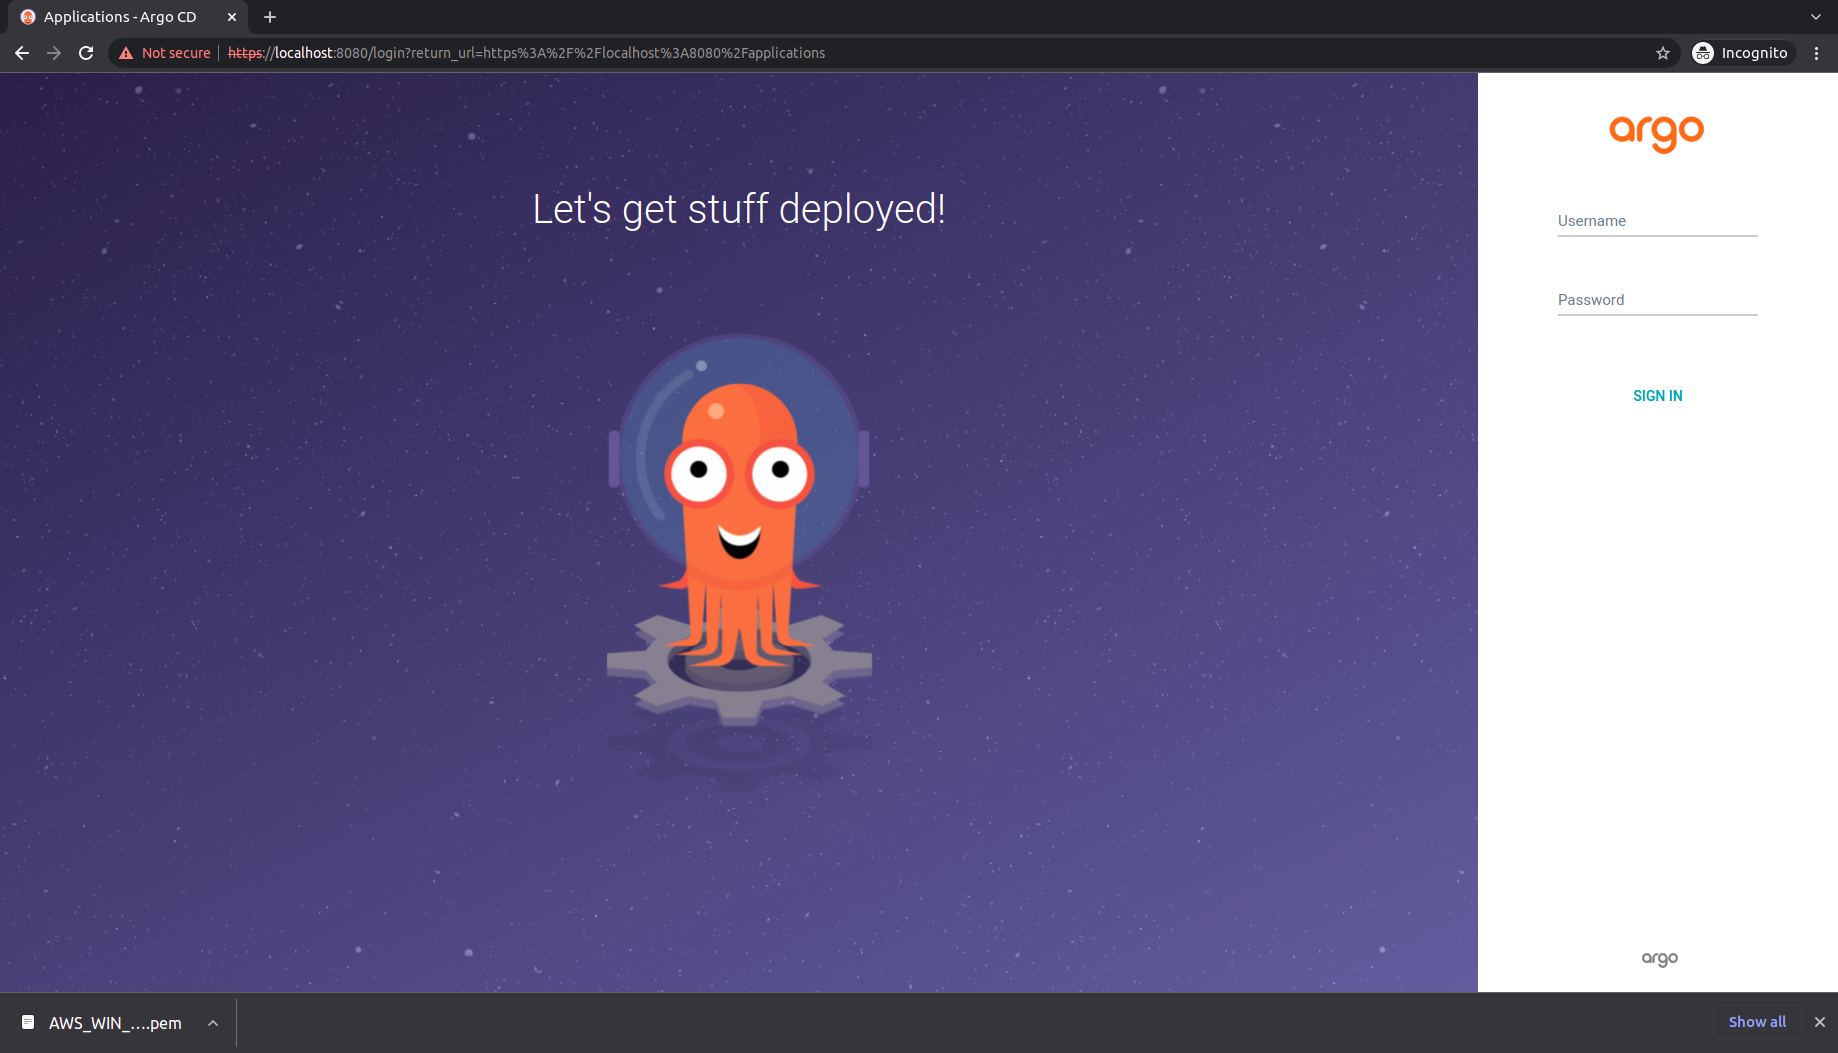 Applications - Argo CD
Not secure
https://localhost:8080/login?return_url=https%3A%2F%2Flocalhost%3A8080%2Fapplications
Incognito
Let's get stuff deployed!
argo
Username
Password
SIGN IN
argo
AWS_WIN_....pem
Show all